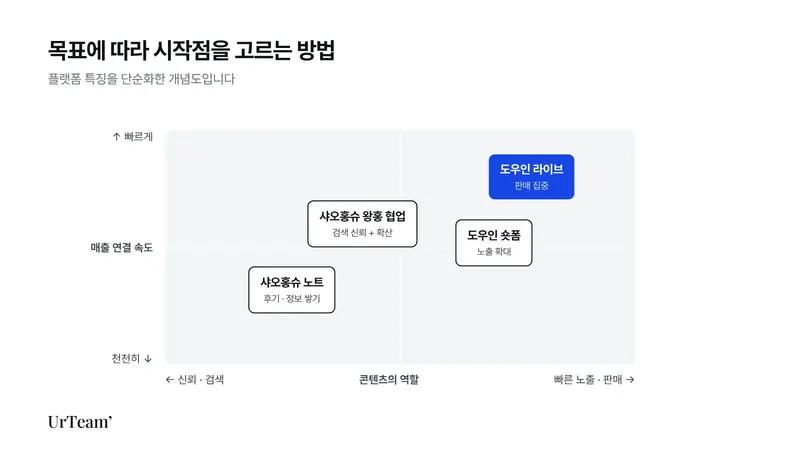 목표에 따라 시작점을 고르는 방법
플랫폼 특징을 단순화한 개념도입니다
↑ 빠르게
도우인 라이브
판매 집중
샤오홍슈 왕홍 협업
검색 신뢰 + 확산
도우인 숏폼
노출 확대
매출 연결 속도
샤오홍슈 노트
후기 · 정보 쌓기
천천히 ↓
← 신뢰 · 검색
콘텐츠의 역할
빠른 노출 · 판매 →
UrTeam’